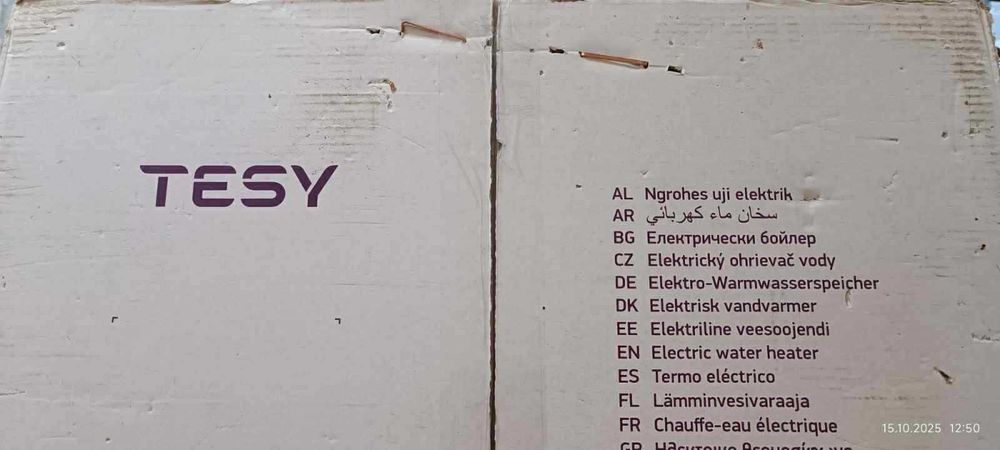 TESY
AL Ngrohes uji elektrik
AR سخان ماء كهربائي
BG Електрически бойлер
CZ Elektrický ohrievač vody
DE Elektro-Warmwasserspeicher
DK Elektrisk vandvarmer
EE Elektriline veesoojendi
EN Electric water heater
ES Termo eléctrico
FL Lämminvesivaraaja
FR Chauffe-eau électrique
GR
15.10.2025 12:50